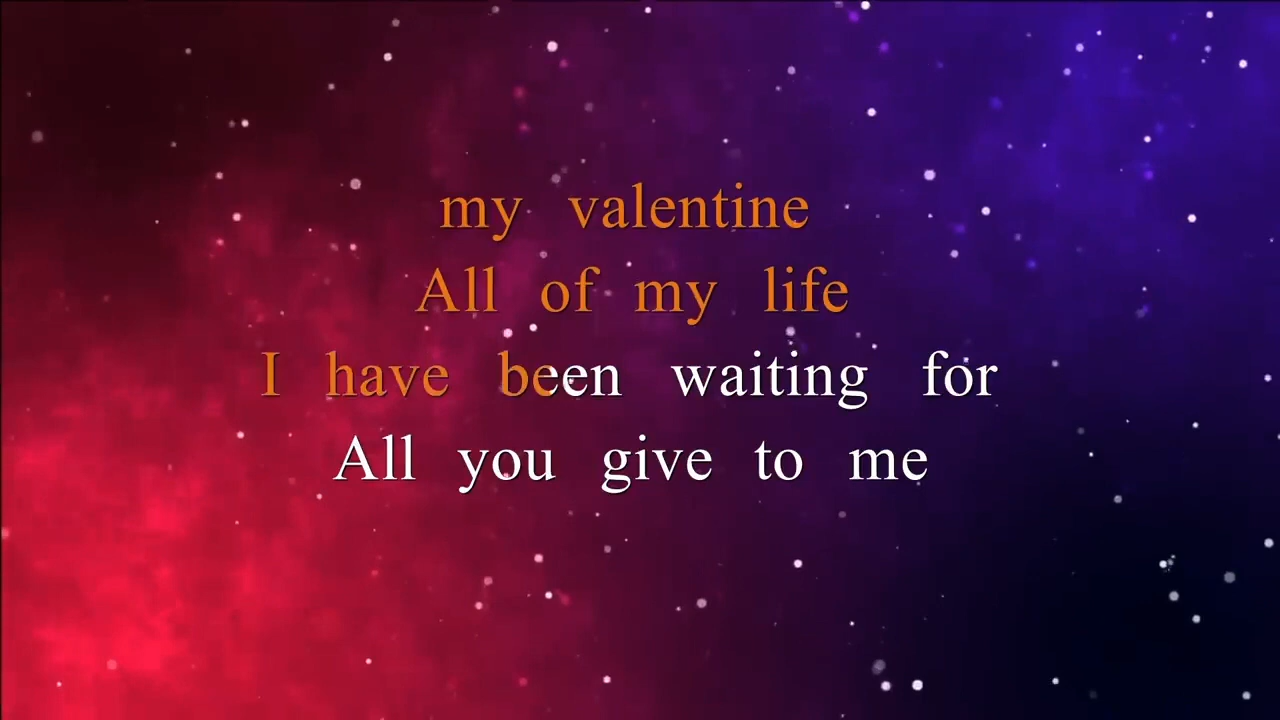 my valentine
All of my life
I have been waiting for
All you give to me